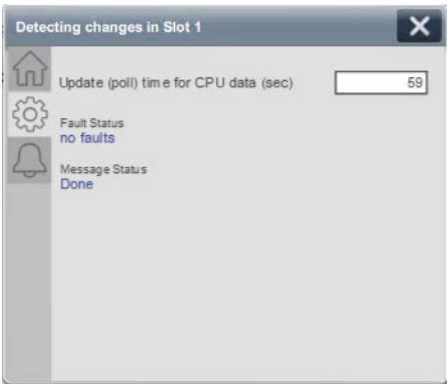 Detecting changes in Slot 1
Update (poll) time for CPU data (sec) 59
Fault Status
no faults
Message Status
Done